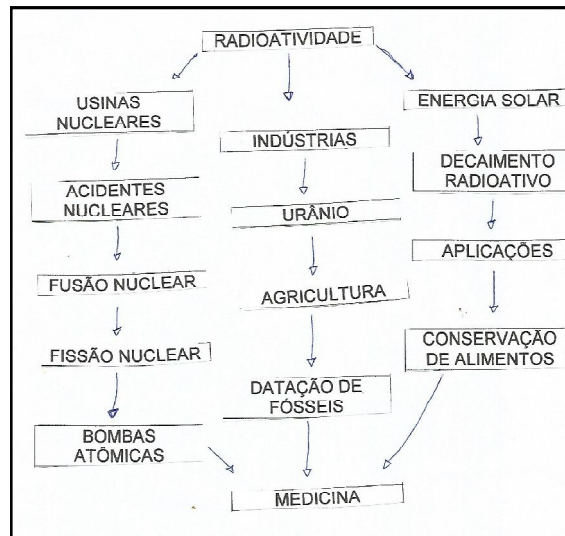 RADIOATIVIDADE
USINAS
NUCLEARES
ACIDENTES
NUCLEARES
FUSÃO NUCLEAR
FISSÃO NUCLEAR
BOMBAS
ATÔMICAS
INDÚSTRIAS
URÂNIO
AGRICULTURA
DATAÇÃO DE
FÓSSEIS
ENERGIA SOLAR
DECAIMENTO
RADIOATIVO
APLICAÇÕES
CONSERVAÇÃO
DE ALIMENTOS
MEDICINA